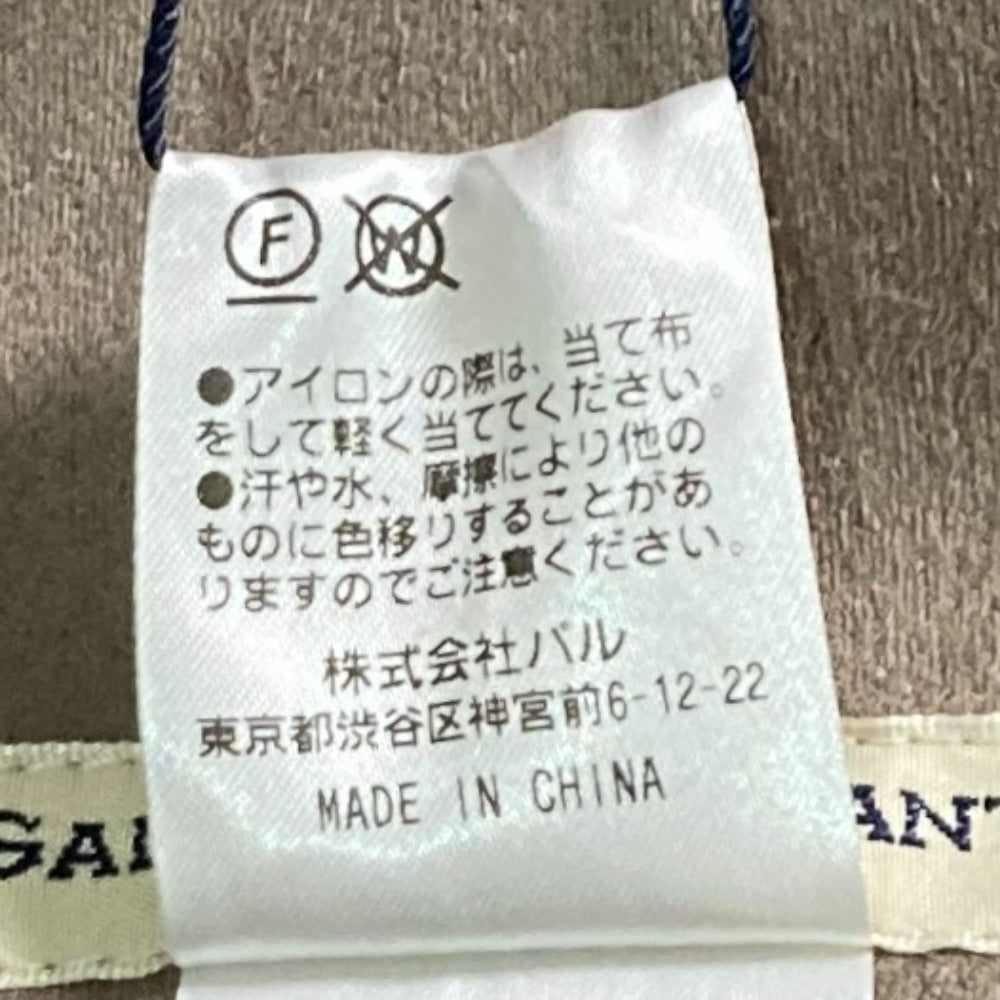 F W
●アイロンの際は、当て布
をして軽く当ててください。
●汗や水、摩擦により他の
ものに色移りすることがあ
りますのでご注意ください。
株式会社バル
東京都渋谷区神宮前6-12-22
MADE IN CHINA